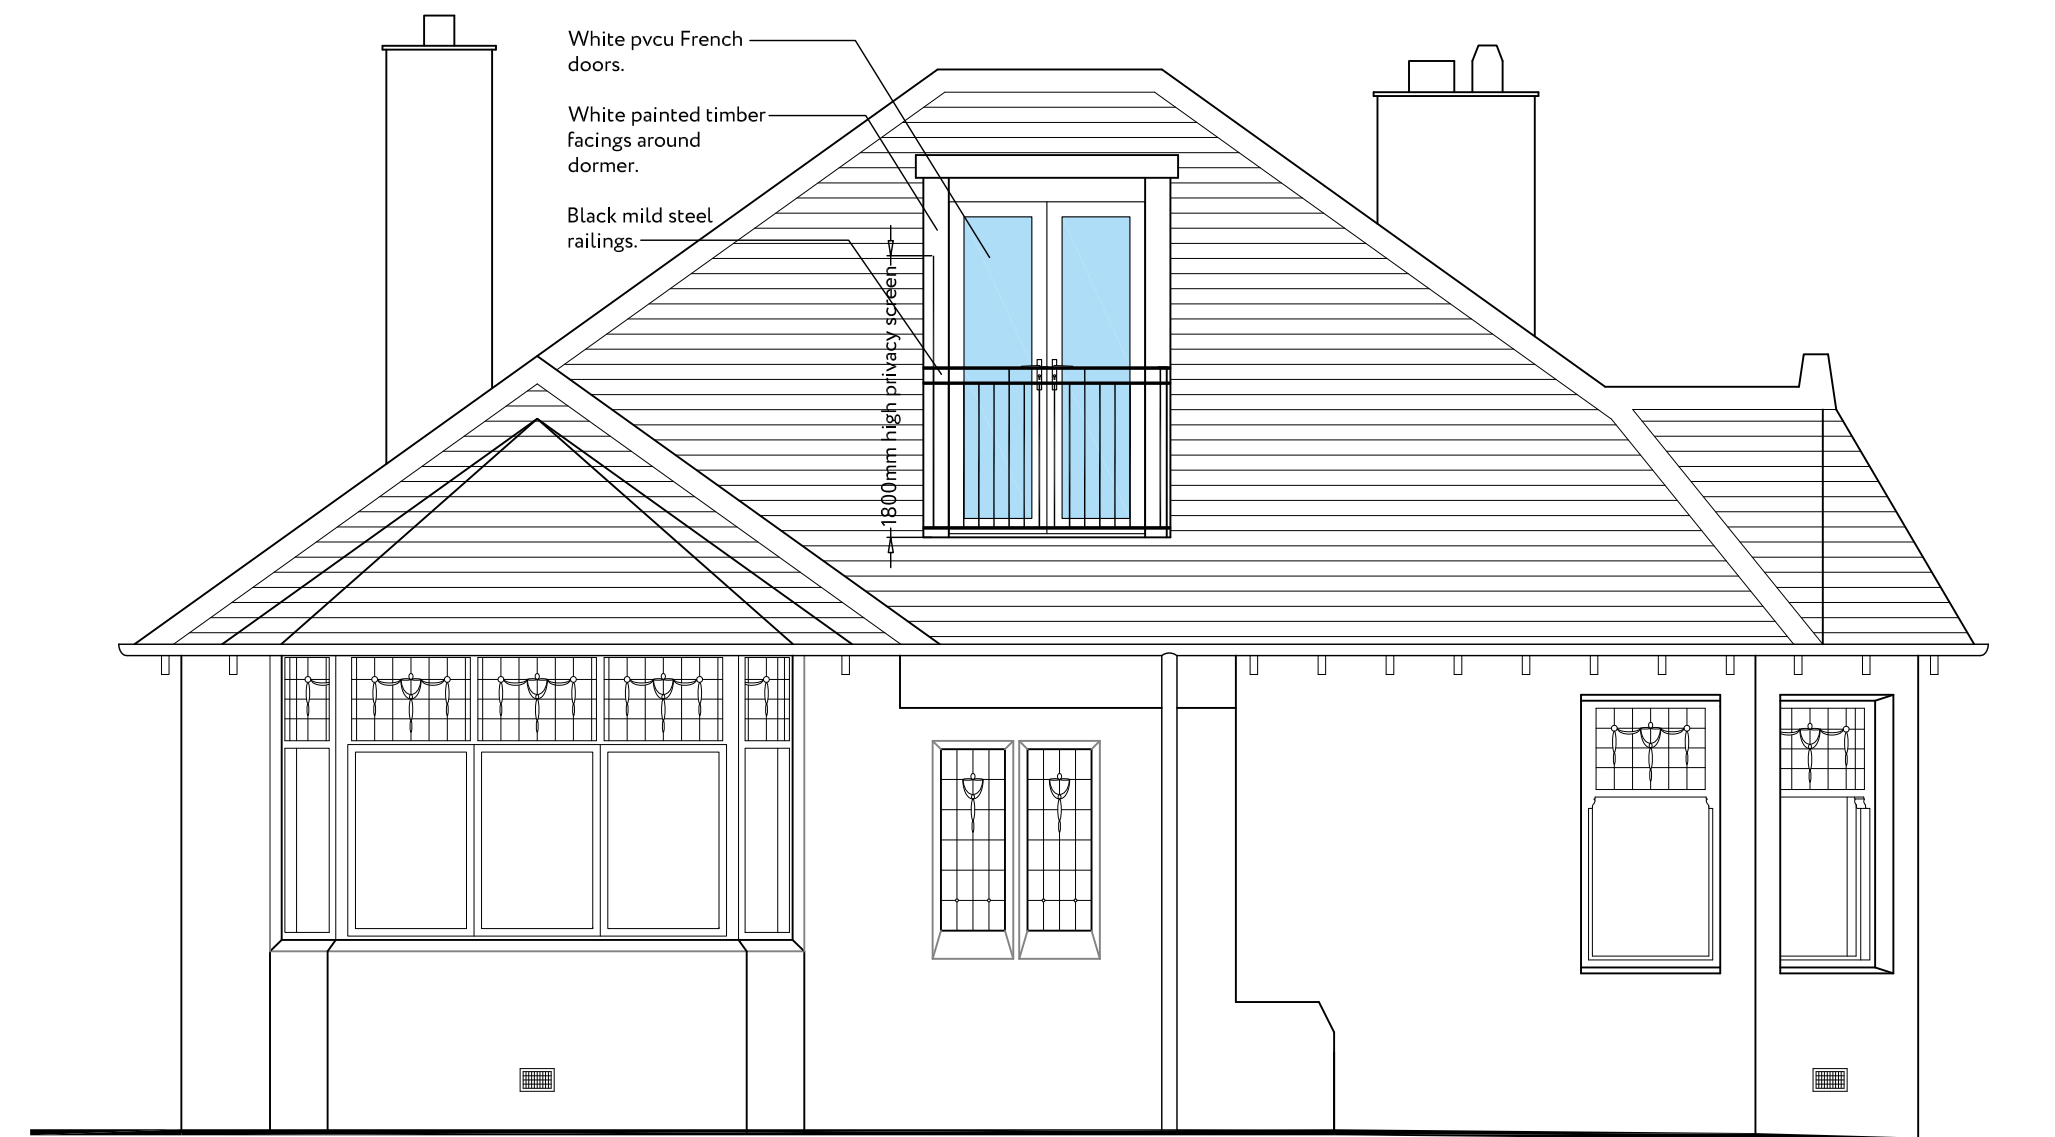 White pvcu French
doors.
White painted timber
facings around
dormer.
Black mild steel
railings.
1800mm high privacy screen